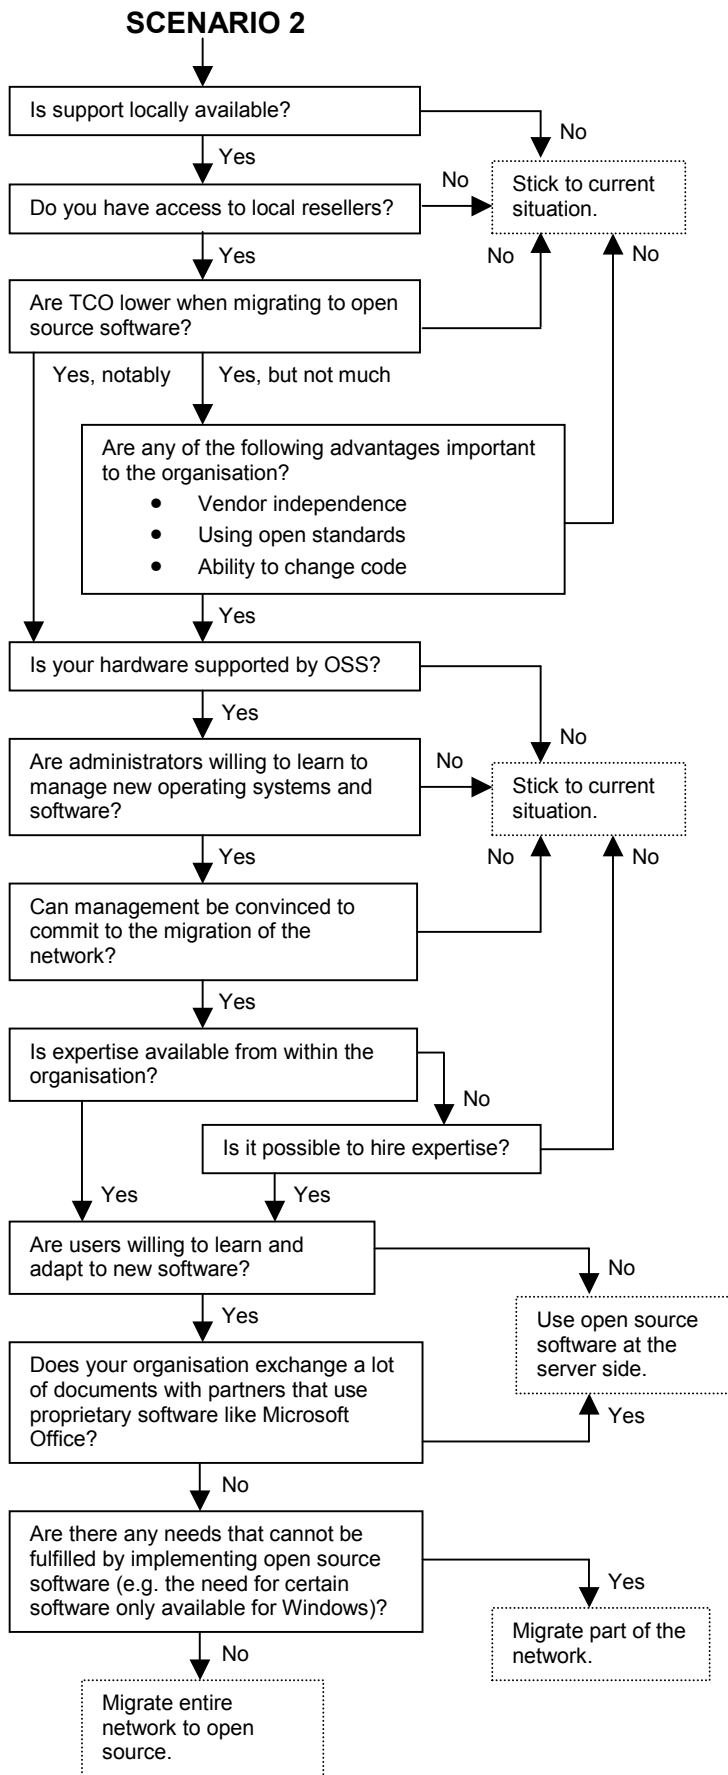 SCENARIO 2
Is support locally available?
No
Yes
Do you have access to local resellers?
No
Stick to current
situation.
Yes
No
No
Are TCO lower when migrating to open
source software?
Yes, notably
Yes, but not much
Are any of the following advantages important
to the organisation?
• Vendor independence
• Using open standards
• Ability to change code
Yes
Is your hardware supported by OSS?
Yes
No
Are administrators willing to learn to
manage new operating systems and
software?
No
Stick to current
situation.
Yes
No
No
Can management be convinced to
commit to the migration of the
network?
Yes
Is expertise available from within the
organisation?
No
Is it possible to hire expertise?
Yes
Yes
Are users willing to learn and
adapt to new software?
No
Yes
Use open source
software at the
server side.
Does your organisation exchange a lot
of documents with partners that use
proprietary software like Microsoft
Office?
Yes
No
Are there any needs that cannot be
fulfilled by implementing open source
software (e.g. the need for certain
software only available for Windows)?
Yes
Migrate part of the
network.
No
Migrate entire
network to open
source.